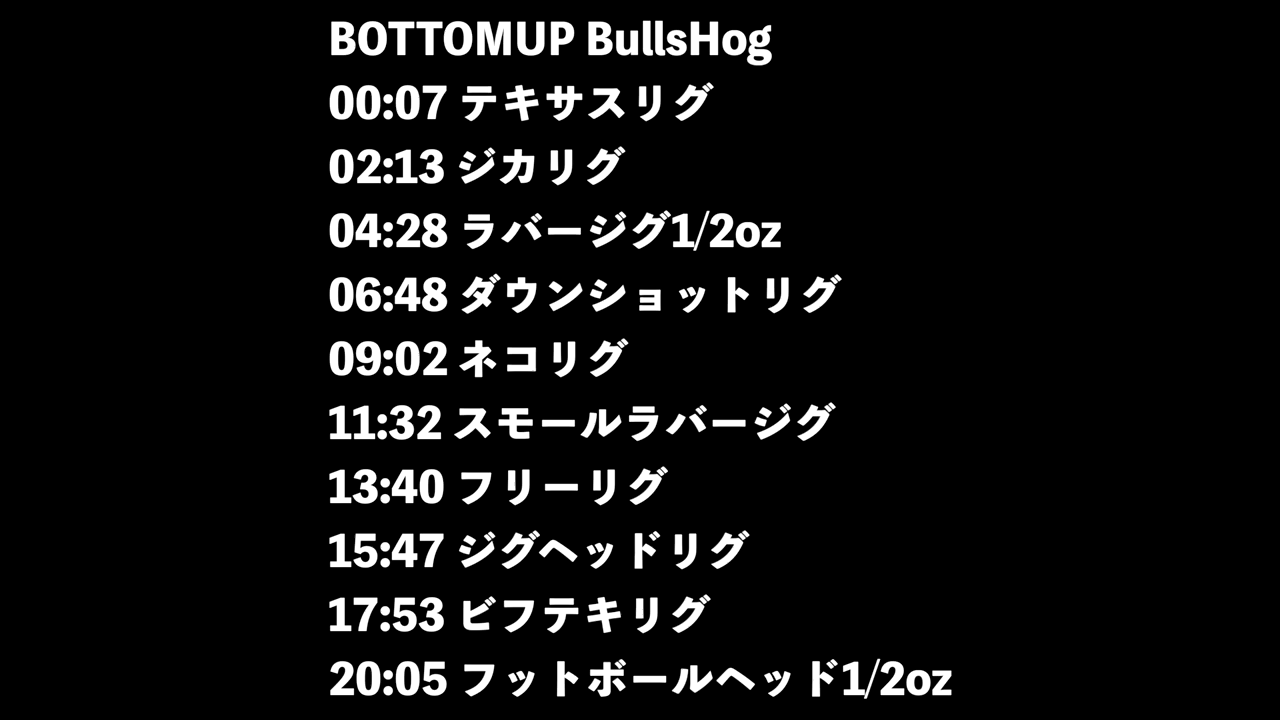 BOTTOMUP BullsHog
00:07 テキサスリグ
02:13 ジカリグ
04:28 ラバージグ1/2oz
06:48 ダウンショットリグ
09:02 ネコリグ
11:32 スモールラバージグ
13:40 フリーリグ
15:47 ジグヘッドリグ
17:53 ビフテキリグ
20:05 フットボールヘッド1/2oz